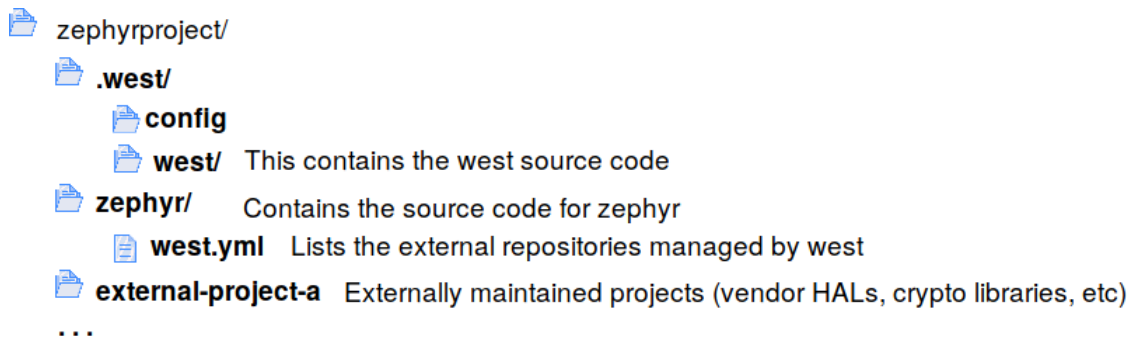 zephyrproject/
.west/
config
west/ This contains the west source code
zephyr/ Contains the source code for zephyr
west.yml Lists the external repositories managed by west
external-project-a Externally maintained projects (vendor HALs, crypto libraries, etc)
...